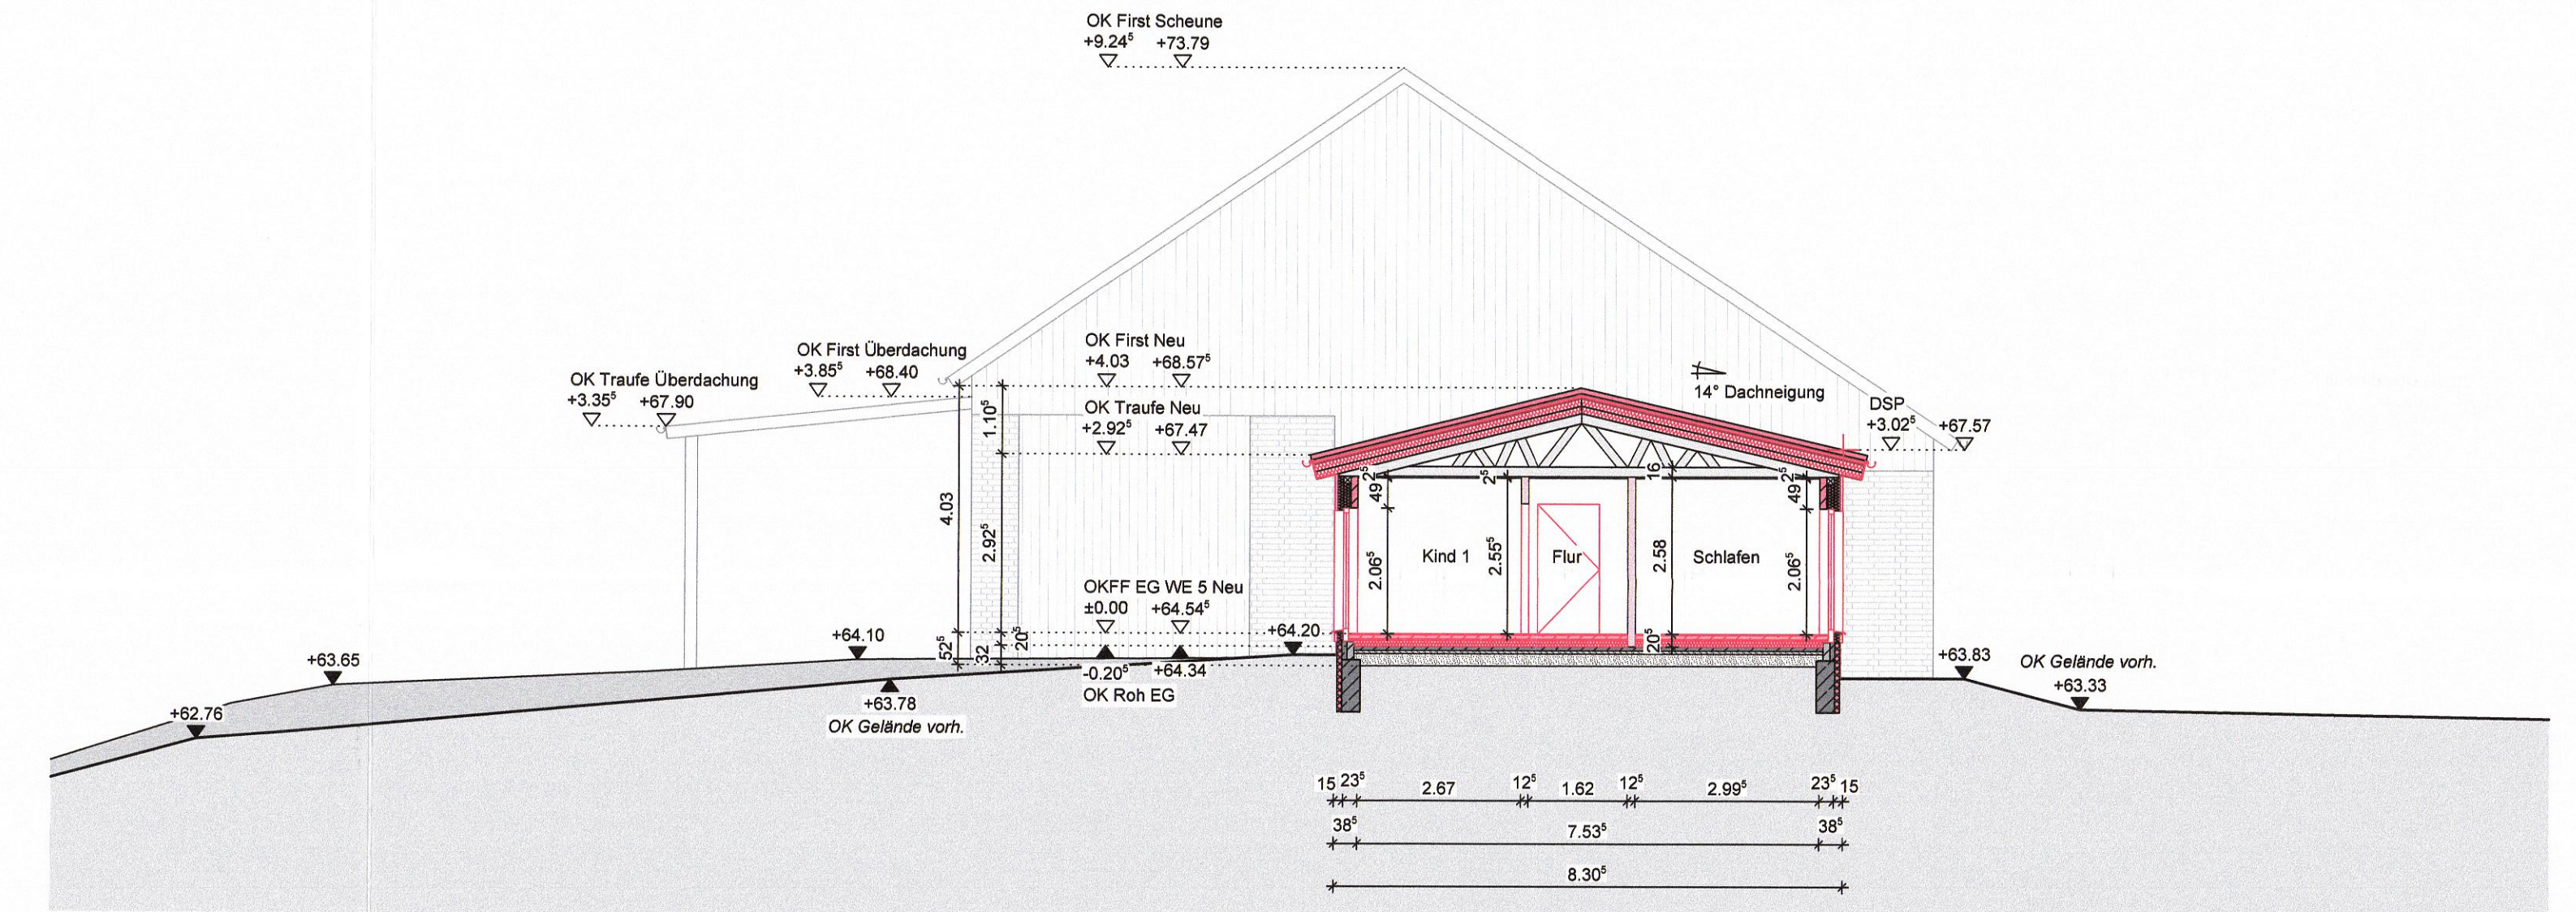 OK First Scheune
+9.24⁵ +73.79
OK First Neu
+4.03 +68.57⁵
OK First Überdachung
+3.85⁵ +68.40
OK Traufe Überdachung
+3.35⁵ +67.90
14° Dachneigung
OK Traufe Neu
+2.92⁵ +67.47
DSP
+3.02⁵ +67.57
1.10⁵
4.03
2.92⁵
49 2⁵
2⁵
16
49 2⁵
2.06⁵
Kind 1
2.55⁵
Flur
2.58
Schlafen
2.06⁵
OKFF EG WE 5 Neu
±0.00 +64.54⁵
52⁵
32
20⁵
20⁵
+64.10
+64.20
+63.65
+62.76
+63.78
OK Gelände vorh.
-0.20⁵ +64.34
OK Roh EG
+63.83
OK Gelände vorh.
+63.33
15 23⁵ 2.67 12⁵ 1.62 12⁵ 2.99⁵ 23⁵ 15
38⁵ 7.53⁵ 38⁵
8.30⁵